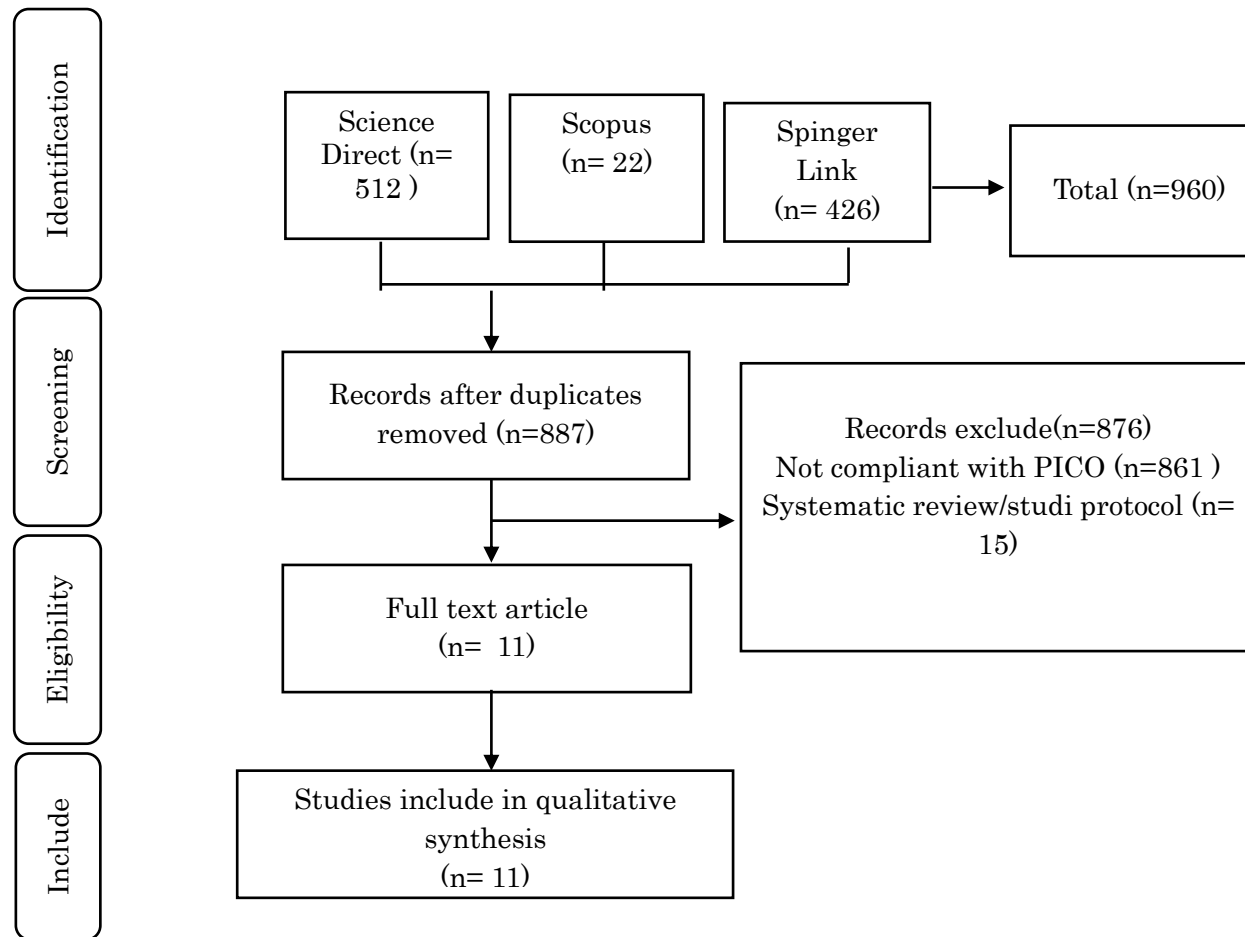 Identification
Science
Direct (n=
512 )
Scopus
(n= 22)
Spinger
Link
(n= 426)
Total (n=960)
Screening
Records after duplicates
removed (n=887)
Records exclude(n=876)
Not compliant with PICO (n=861 )
Systematic review/studi protocol (n=
15)
Eligibility
Full text article
(n= 11)
Include
Studies include in qualitative
synthesis
(n= 11)